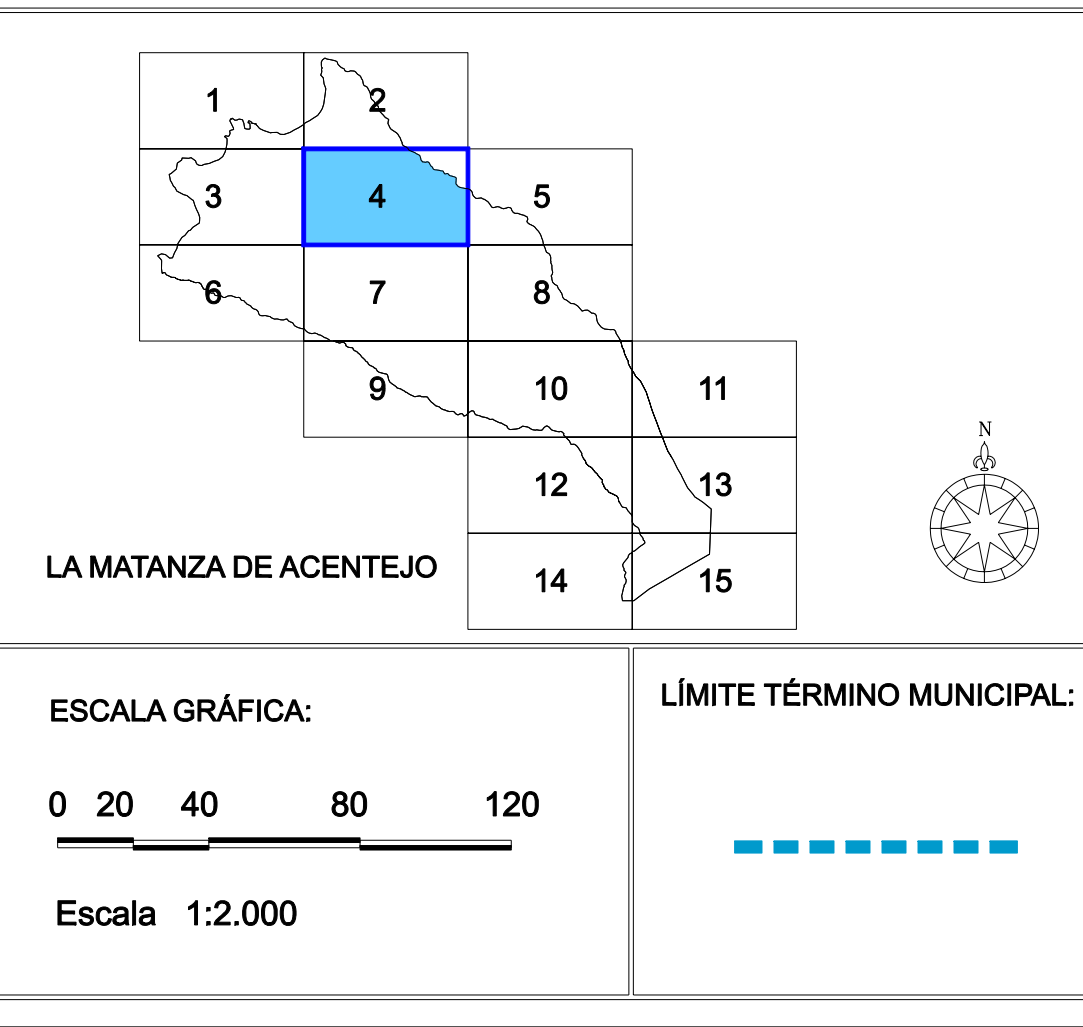 1 2
3 4 5
6 7 8
9 10 11
12 13
14 15
N
LA MATANZA DE ACENTEJO
ESCALA GRÁFICA:
0 20 40 80 120
Escala 1:2.000
LÍMITE TÉRMINO MUNICIPAL: